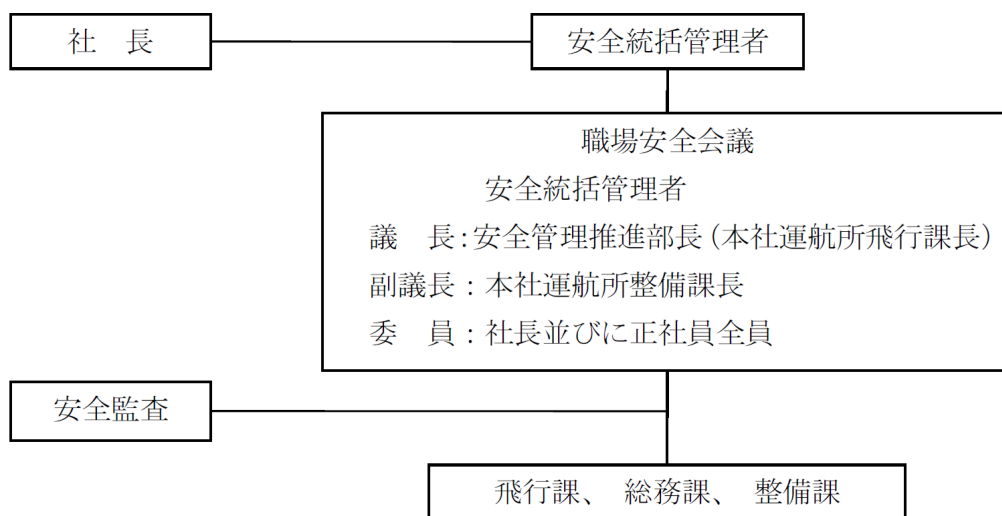 社　長
安全統括管理者
職場安全会議
安全統括管理者
議　長：安全管理推進部長（本社運航所飛行課長）
副議長：本社運航所整備課長
委　員：社長並びに正社員全員
安全監査
飛行課、　総務課、　整備課